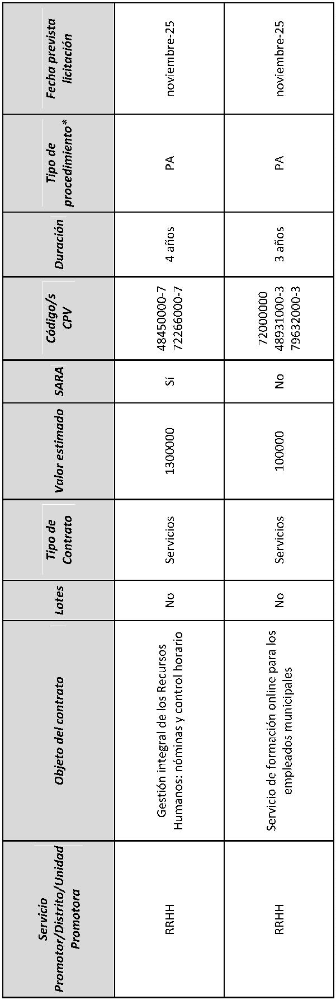 Servicio
Promotor/Distrito/Unidad
Promotora
Objeto del contrato
Lotes
Tipo de
Contrato
Valor estimado
SARA
Código/s
CPV
Duración
Tipo de
procedimiento*
Fecha prevista
licitación
RRHH
Gestión integral de los Recursos
Humanos: nóminas y control horario
No
Servicios
1300000
Sí
48450000-7
72266000-7
4 años
PA
noviembre-25
RRHH
Servicio de formación online para los
empleados municipales
No
Servicios
100000
No
72000000
48931000-3
79632000-3
3 años
PA
noviembre-25